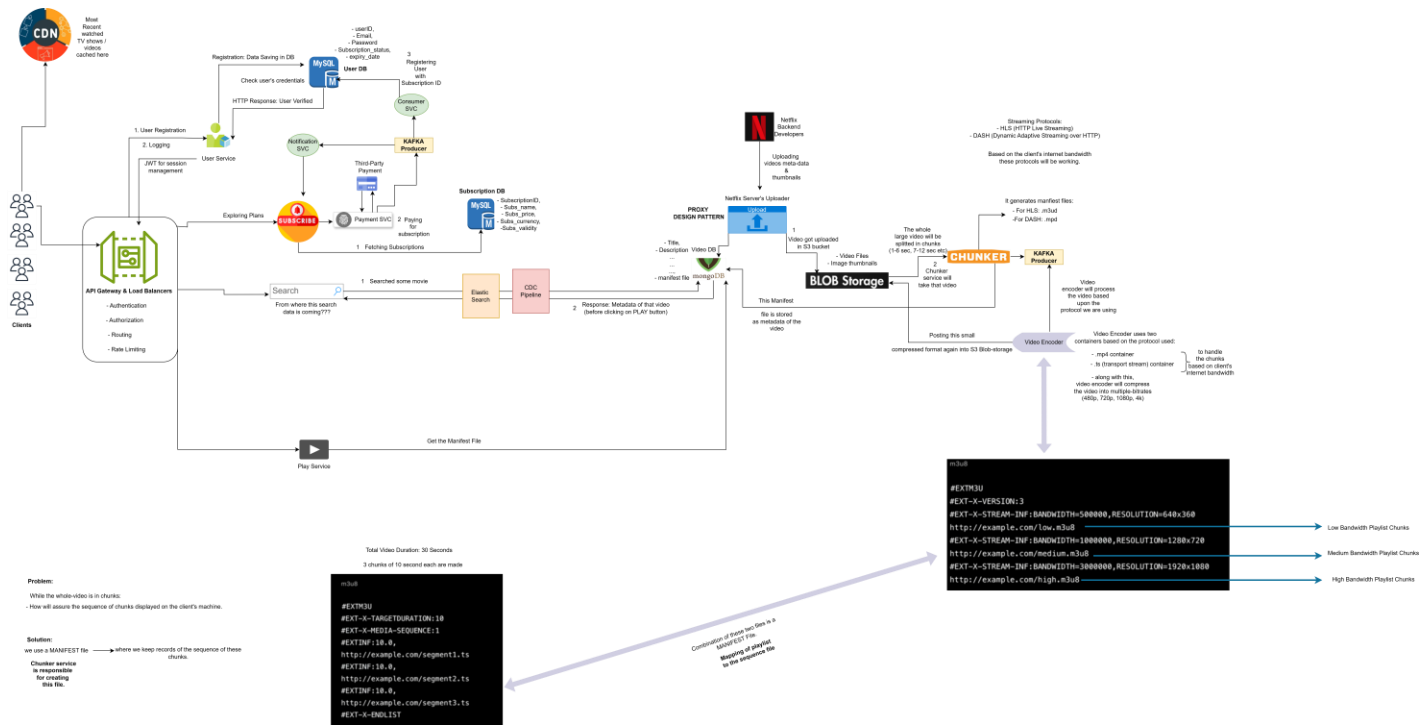 CDN
Most
Recent
watched
TV shows /
videos
cached here
Registration: Data Saving in DB
Check user's credentials
HTTP Response: User Verified
MySQL
M
User DB
- userID,
- Email,
- Password
- Subscription_status,
- expiry_date
3
Registering
User
with
Subscription ID
Consumer
SVC
1. User Registration
2. Logging
User Service
JWT for session
management
Notification
SVC
KAFKA
Producer
Third-Party
Payment
Exploring Plans
SUBSCRIBE
Payment SVC
2
Paying
for
subscription
Subscription DB
MySQL
M
- SubscriptionID,
- Subs_name,
- Subs_price,
- Subs_currency,
-Subs_validity
1 Fetching Subscriptions
Clients
API Gateway & Load Balancers
- Authentication
- Authorization
- Routing
- Rate Limiting
Search
From where this search
data is coming???
1 Searched some movie
Elastic
Search
CDC
Pipeline
2 Response: Metadata of that video
(before clicking on PLAY button)
Play Service
Get the Manifest File
N
Netflix
Backend
Developers
Uploading
videos meta-data
&
thumbnails
Netflix Server's Uploader
PROXY
DESIGN PATTERN
Upload
1
Video got uploaded
in S3 bucket
- Title,
- Description
...
...
...,
- manifest file
Video DB
mongoDB
- Video Files
- Image thumbnails
BLOB Storage
The whole
large video will be
splitted in chunks
(1-6 sec, 7-12 sec etc)
2
Chunker
service will
take that video
CHUNKER
KAFKA
Producer
It generates manifest files:
- For HLS: .m3ud
-For DASH: .mpd
Streaming Protocols:
- HLS (HTTP Live Streaming)
- DASH (Dynamic Adaptive Streaming over HTTP)
Based on the client's internet bandwidth
these protocols will be working.
This Manifest
file is stored
as metadata of the
video
Video
encoder will process
the video based
upon the
protocol we are using
Posting this small
compressed format again into S3 Blob-storage
Video Encoder
Video Encoder uses two
containers based on the protocol used:
- .mp4 container
- .ts (transport stream) container
- along with this,
video encoder will compress
the video into multiple-bitrates
(480p, 720p, 1080p, 4k)
to handle
the chunks
based on client's
internet bandwidth
m3u8
#EXTM3U
#EXT-X-VERSION:3
#EXT-X-STREAM-INF:BANDWIDTH=500000,RESOLUTION=640x360
http://example.com/low.m3u8
#EXT-X-STREAM-INF:BANDWIDTH=1000000,RESOLUTION=1280x720
http://example.com/medium.m3u8
#EXT-X-STREAM-INF:BANDWIDTH=3000000,RESOLUTION=1920x1080
http://example.com/high.m3u8
Low Bandwidth Playlist Chunks
Medium Bandwidth Playlist Chunks
High Bandwidth Playlist Chunks
Combination of these two files is a
MANIFEST File.
Mapping of playlist
to the sequence file
Total Video Duration: 30 Seconds
3 chunks of 10 second each are made
m3u8
#EXTM3U
#EXT-X-TARGETDURATION:10
#EXT-X-MEDIA-SEQUENCE:1
#EXTINF:10.0,
http://example.com/segment1.ts
#EXTINF:10.0,
http://example.com/segment2.ts
#EXTINF:10.0,
http://example.com/segment3.ts
#EXT-X-ENDLIST
Problem:
While the whole-video is in chunks:
- How will assure the sequence of chunks displayed on the client's machine.
Solution:
we use a MANIFEST file
where we keep records of the sequence of these
chunks.
Chunker service
is responsible
for creating
this file.